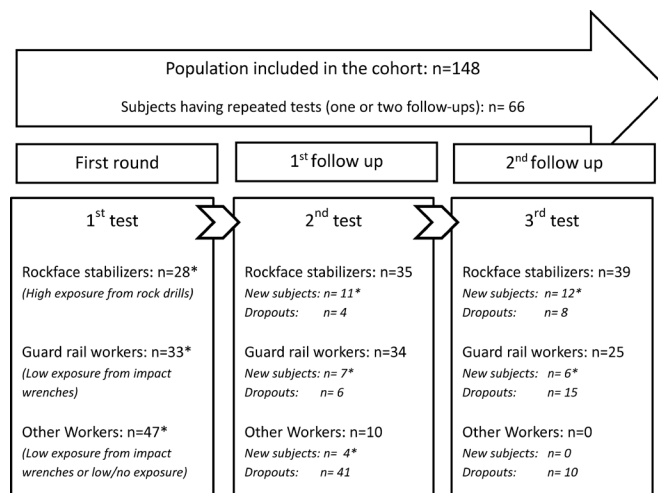 Population included in the cohort: n=148
Subjects having repeated tests (one or two follow-ups): n= 66
First round
1st follow up
2nd follow up
1st test
Rockface stabilizers: n=28*
(High exposure from rock drills)
Guard rail workers: n=33*
(Low exposure from impact
wrenches)
Other Workers: n=47*
(Low exposure from impact
wrenches or low/no exposure)
2nd test
Rockface stabilizers: n=35
New subjects: n= 11*
Dropouts: n= 4
Guard rail workers: n=34
New subjects: n= 7*
Dropouts: n= 6
Other Workers: n=10
New subjects: n= 4*
Dropouts: n= 41
3rd test
Rockface stabilizers: n=39
New subjects: n= 12*
Dropouts: n= 8
Guard rail workers: n=25
New subjects: n= 6*
Dropouts: n= 15
Other Workers: n=0
New subjects: n= 0
Dropouts: n= 10